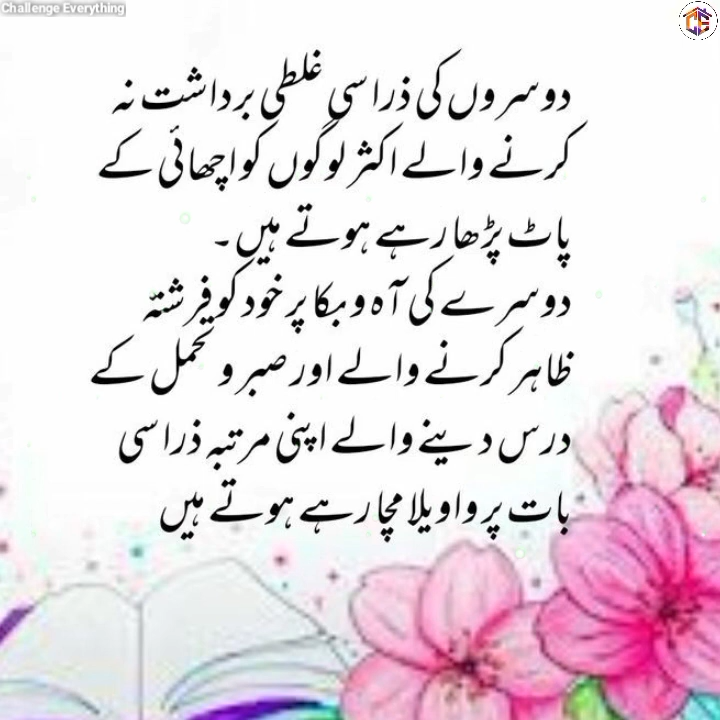 Challenge Everything
دوسروں کی ذرا سی غلطی برداشت نہ
کرنے والے اکثر لوگوں کو اچھائی کے
پاٹ پڑھا رہے ہوتے ہیں۔
دوسرے کی آہ و بکا پر خود کو فرشتہ
ظاہر کرنے والے اور صبر و تحمل کے
درس دینے والے اپنی مرتبہ ذرا سی
بات پر واویلا مچا رہے ہوتے ہیں